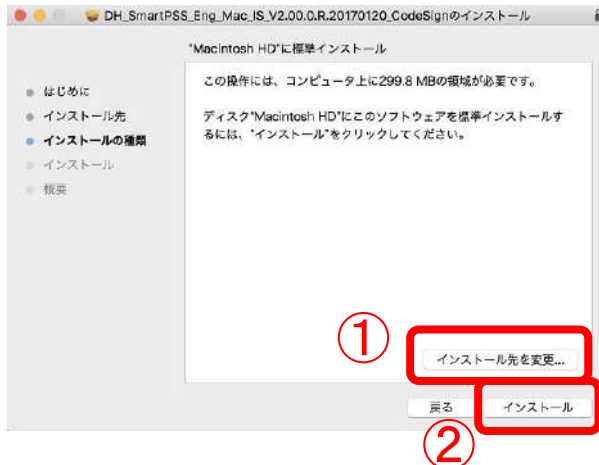 DH_SmartPSS_Eng_Mac_IS_V2.00.0.R.20170120_CodeSignのインストール
"Macintosh HD"に標準インストール
はじめに
インストール先
インストールの種類
インストール
概要
この操作には、コンピュータ上に299.8 MBの領域が必要です。
ディスク"Macintosh HD"にこのソフトウェアを標準インストールす
るには、"インストール"をクリックしてください。
①
インストール先を変更...
戻る
インストール
②